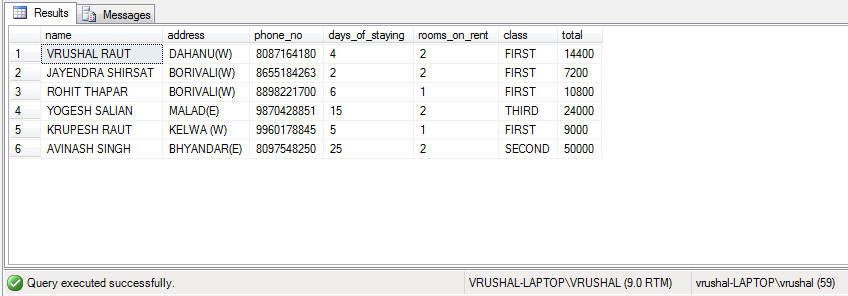 Results Messages
name address phone_no days_of_staying rooms_on_rent class total
1 VRUSHAL RAUT DAHANU(W) 8087164180 4 2 FIRST 14400
2 JAYENDRA SHIRSAT BORIVALI(W) 8655184263 2 2 FIRST 7200
3 ROHIT THAPAR BORIVALI(W) 8898221700 6 1 FIRST 10800
4 YOGESH SALIAN MALAD(E) 9870428851 15 2 THIRD 24000
5 KRUPESH RAUT KELWA (W) 9960178845 5 1 FIRST 9000
6 AVINASH SINGH BHYANDAR(E) 8097548250 25 2 SECOND 50000
Query executed successfully. VRUSHAL-LAPTOP\VRUSHAL (9.0 RTM) vrushal-LAPTOP\vrushal (59)